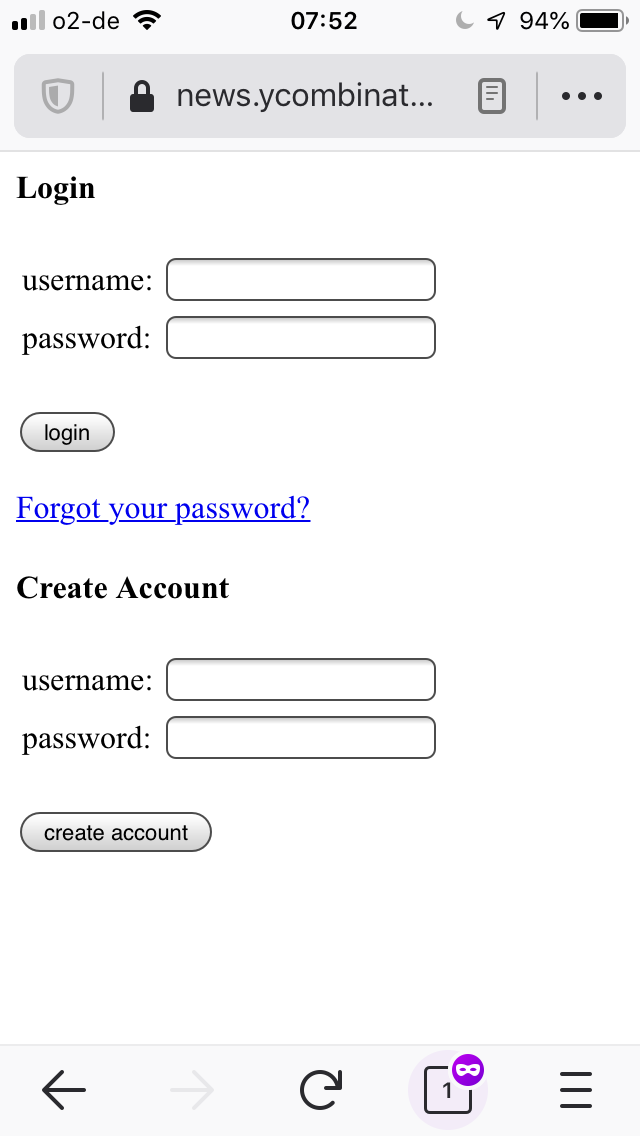 o2-de 07:52 94%
news.ycombinat...
Login
username:
password:
login
Forgot your password?
Create Account
username:
password:
create account
1